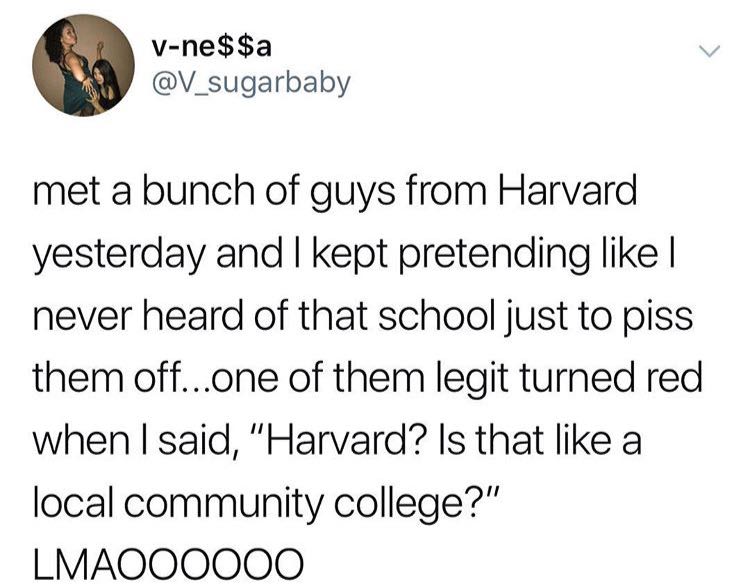 v-ne$$a
@V_sugarbaby
met a bunch of guys from Harvard
yesterday and I kept pretending like I
never heard of that school just to piss
them off...one of them legit turned red
when I said, "Harvard? Is that like a
local community college?"
LMAOOOOOO